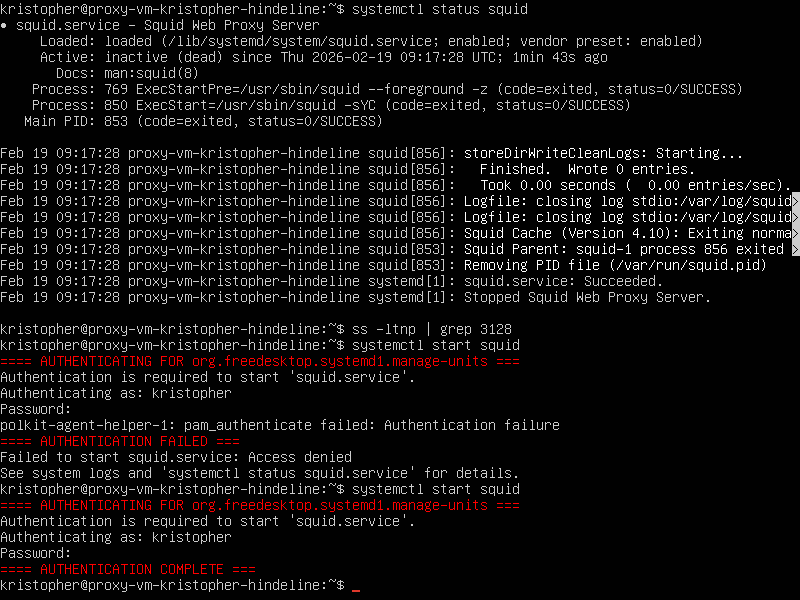 kristopher@proxy-vm-kristopher-hindeline:~$ systemctl status squid
● squid.service - Squid Web Proxy Server
     Loaded: loaded (/lib/systemd/system/squid.service; enabled; vendor preset: enabled)
     Active: inactive (dead) since Thu 2026-02-19 09:17:28 UTC; 1min 43s ago
       Docs: man:squid(8)
    Process: 769 ExecStartPre=/usr/sbin/squid --foreground -z (code=exited, status=0/SUCCESS)
    Process: 850 ExecStart=/usr/sbin/squid -sYC (code=exited, status=0/SUCCESS)
   Main PID: 853 (code=exited, status=0/SUCCESS)

Feb 19 09:17:28 proxy-vm-kristopher-hindeline squid[856]: storeDirWriteCleanLogs: Starting...
Feb 19 09:17:28 proxy-vm-kristopher-hindeline squid[856]:   Finished.  Wrote 0 entries.
Feb 19 09:17:28 proxy-vm-kristopher-hindeline squid[856]:   Took 0.00 seconds (  0.00 entries/sec).
Feb 19 09:17:28 proxy-vm-kristopher-hindeline squid[856]: Logfile: closing log stdio:/var/log/squid>
Feb 19 09:17:28 proxy-vm-kristopher-hindeline squid[856]: Logfile: closing log stdio:/var/log/squid>
Feb 19 09:17:28 proxy-vm-kristopher-hindeline squid[856]: Squid Cache (Version 4.10): Exiting norma>
Feb 19 09:17:28 proxy-vm-kristopher-hindeline squid[853]: Squid Parent: squid-1 process 856 exited >
Feb 19 09:17:28 proxy-vm-kristopher-hindeline squid[853]: Removing PID file (/var/run/squid.pid)
Feb 19 09:17:28 proxy-vm-kristopher-hindeline systemd[1]: squid.service: Succeeded.
Feb 19 09:17:28 proxy-vm-kristopher-hindeline systemd[1]: Stopped Squid Web Proxy Server.

kristopher@proxy-vm-kristopher-hindeline:~$ ss -ltnp | grep 3128
kristopher@proxy-vm-kristopher-hindeline:~$ systemctl start squid
==== AUTHENTICATING FOR org.freedesktop.systemd1.manage-units ===
Authentication is required to start 'squid.service'.
Authenticating as: kristopher
Password:
polkit-agent-helper-1: pam_authenticate failed: Authentication failure
==== AUTHENTICATION FAILED ===
Failed to start squid.service: Access denied
See system logs and 'systemctl status squid.service' for details.
kristopher@proxy-vm-kristopher-hindeline:~$ systemctl start squid
==== AUTHENTICATING FOR org.freedesktop.systemd1.manage-units ===
Authentication is required to start 'squid.service'.
Authenticating as: kristopher
Password:
==== AUTHENTICATION COMPLETE ===
kristopher@proxy-vm-kristopher-hindeline:~$ _